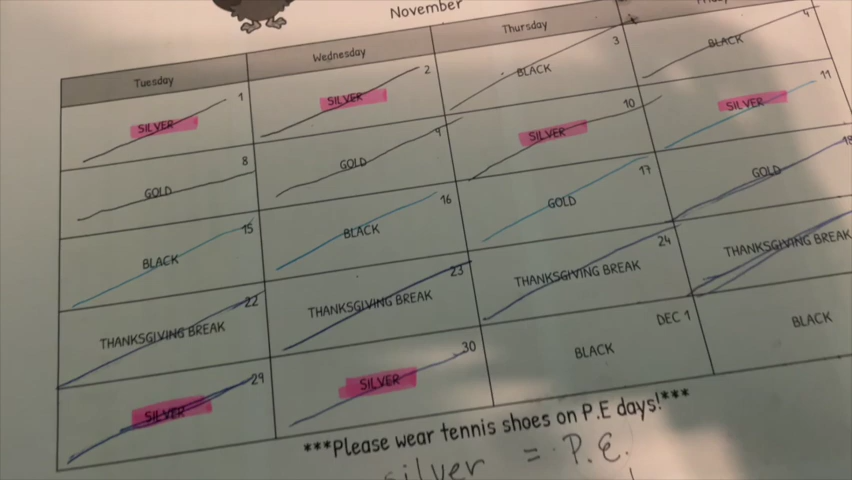 November
Tuesday Wednesday Thursday
1 2 3 4
SILVER SILVER BLACK BLACK
8 9 10 11
GOLD GOLD SILVER SILVER
15 16 17 18
BLACK BLACK GOLD GOLD
22 23 24
THANKSGIVING BREAK THANKSGIVING BREAK THANKSGIVING BREAK THANKSGIVING BREAK
29 30 DEC 1
SILVER SILVER BLACK BLACK
***Please wear tennis shoes on P.E days!***
silver = P.E.